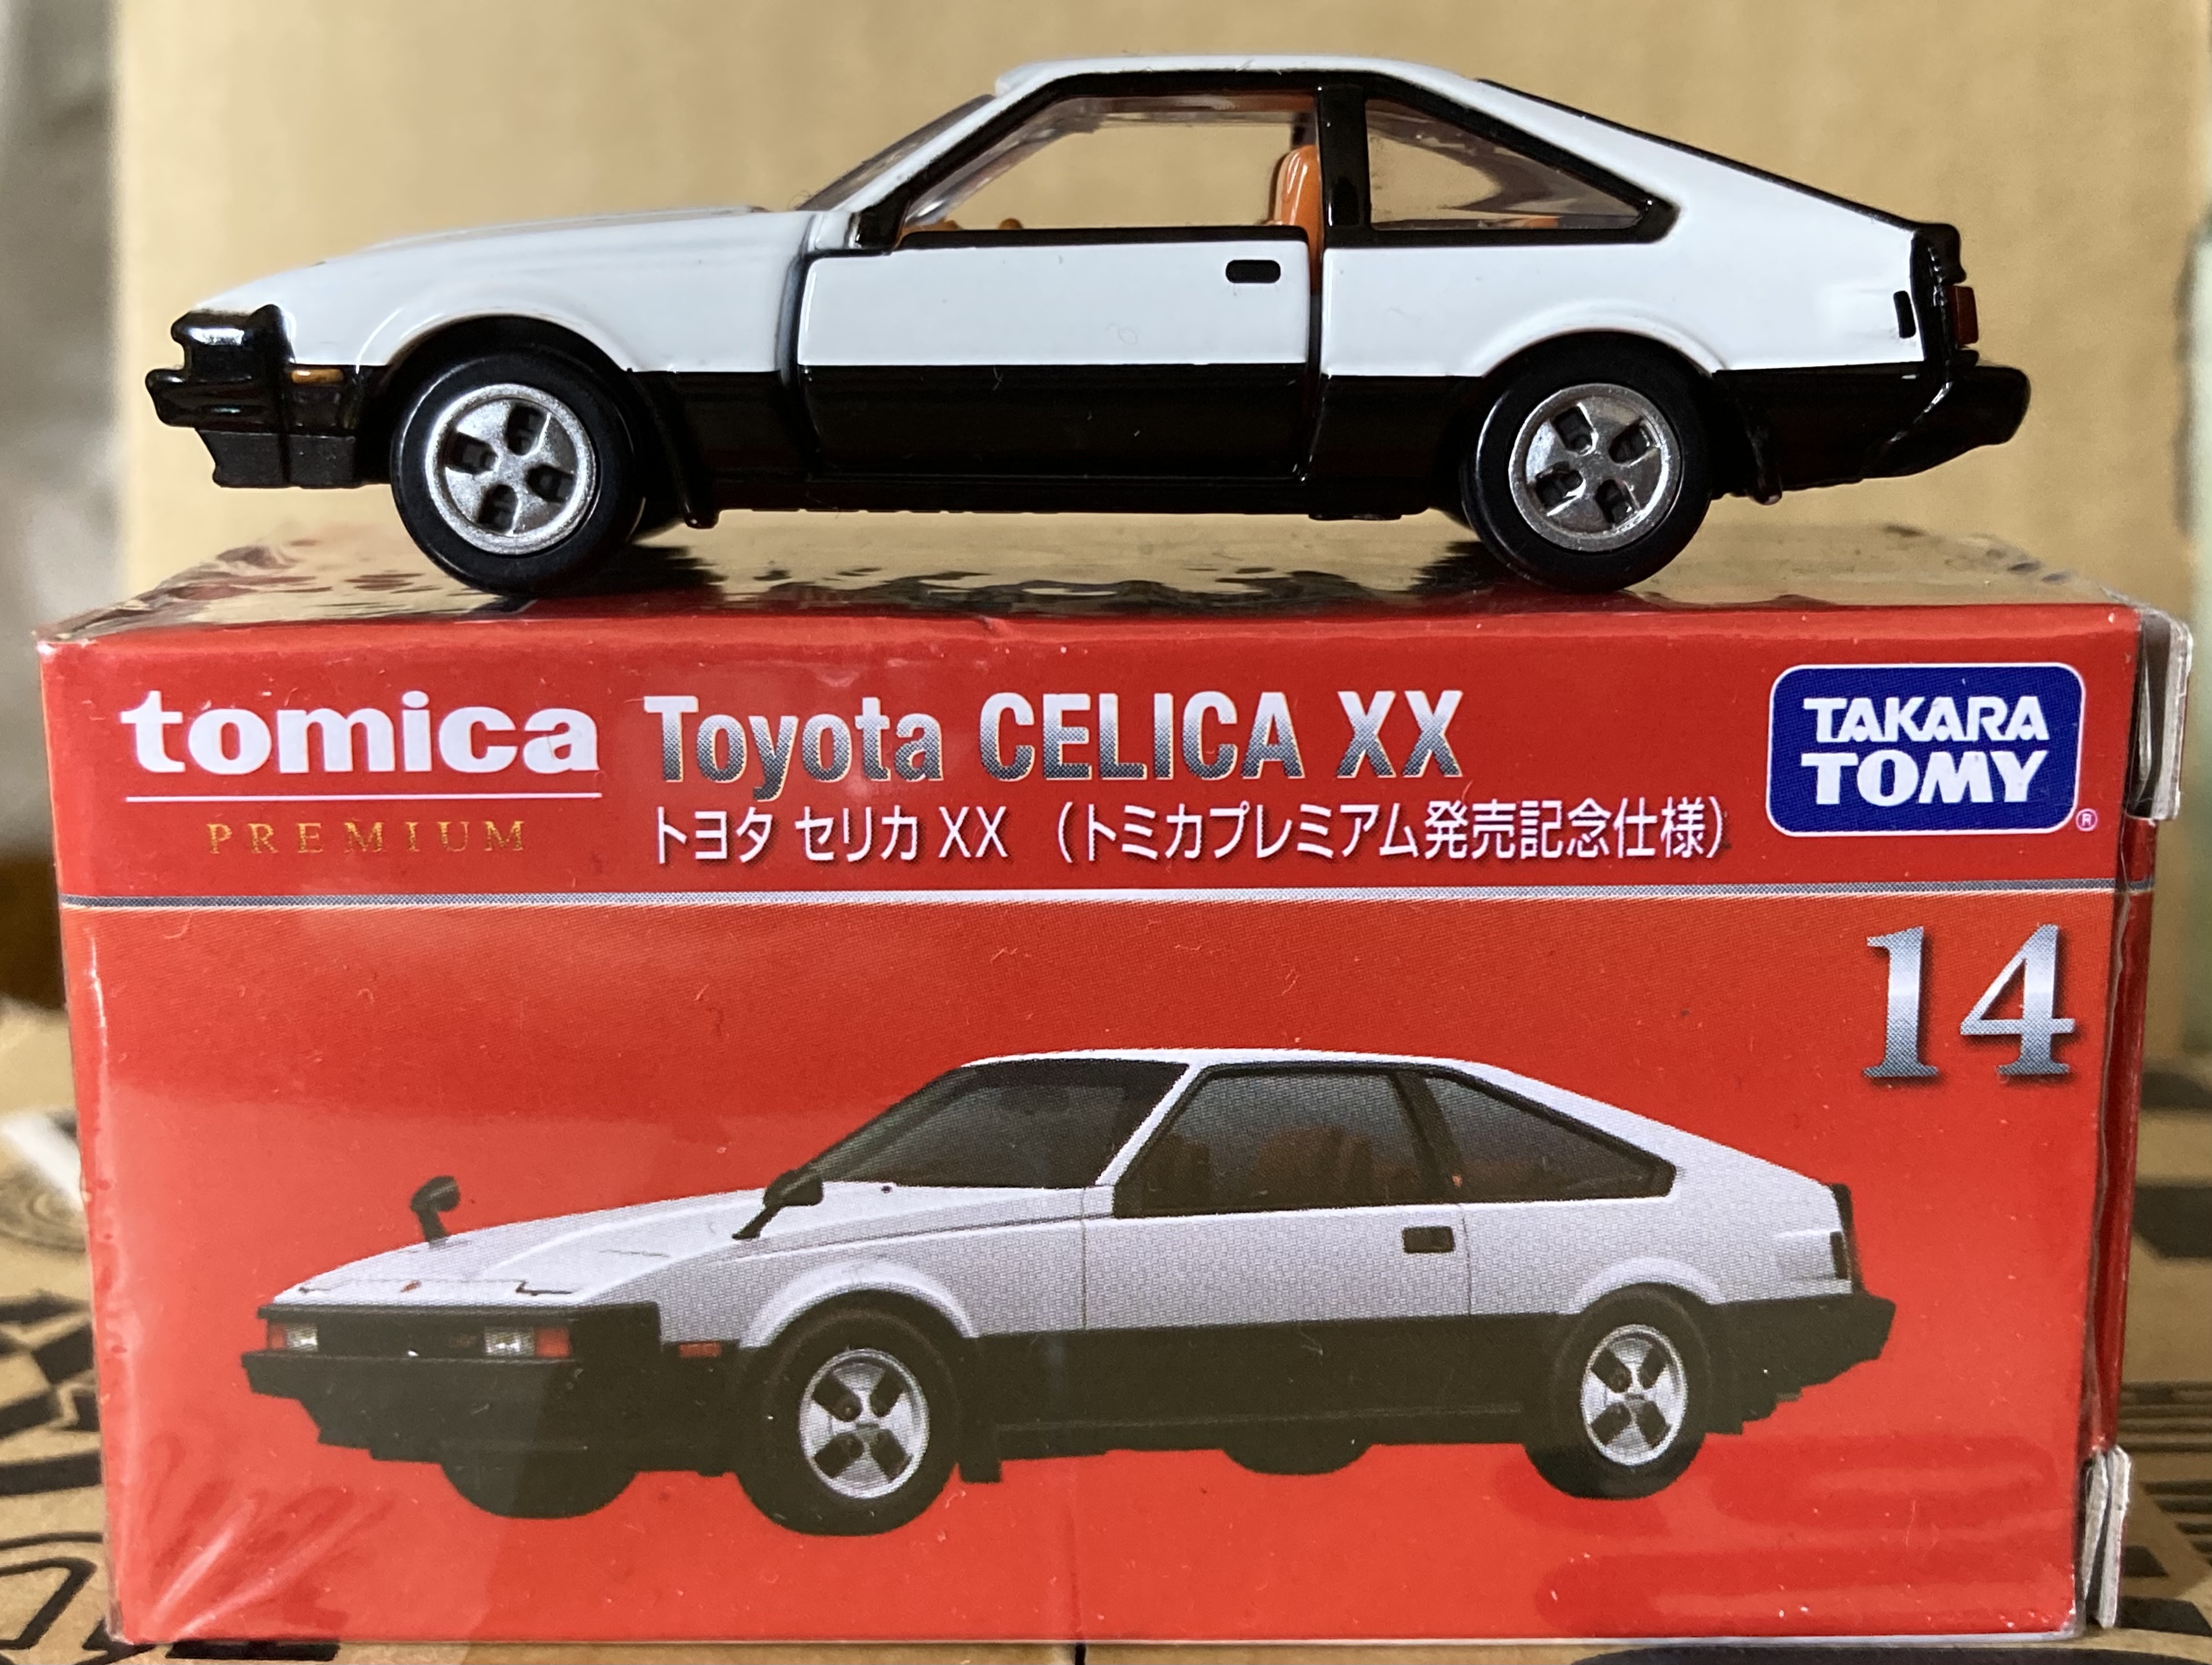 tomica
PREMIUM
Toyota CELICA XX
トヨタ セリカ XX （トミカプレミアム発売記念仕様）
TAKARA
TOMY
®
14